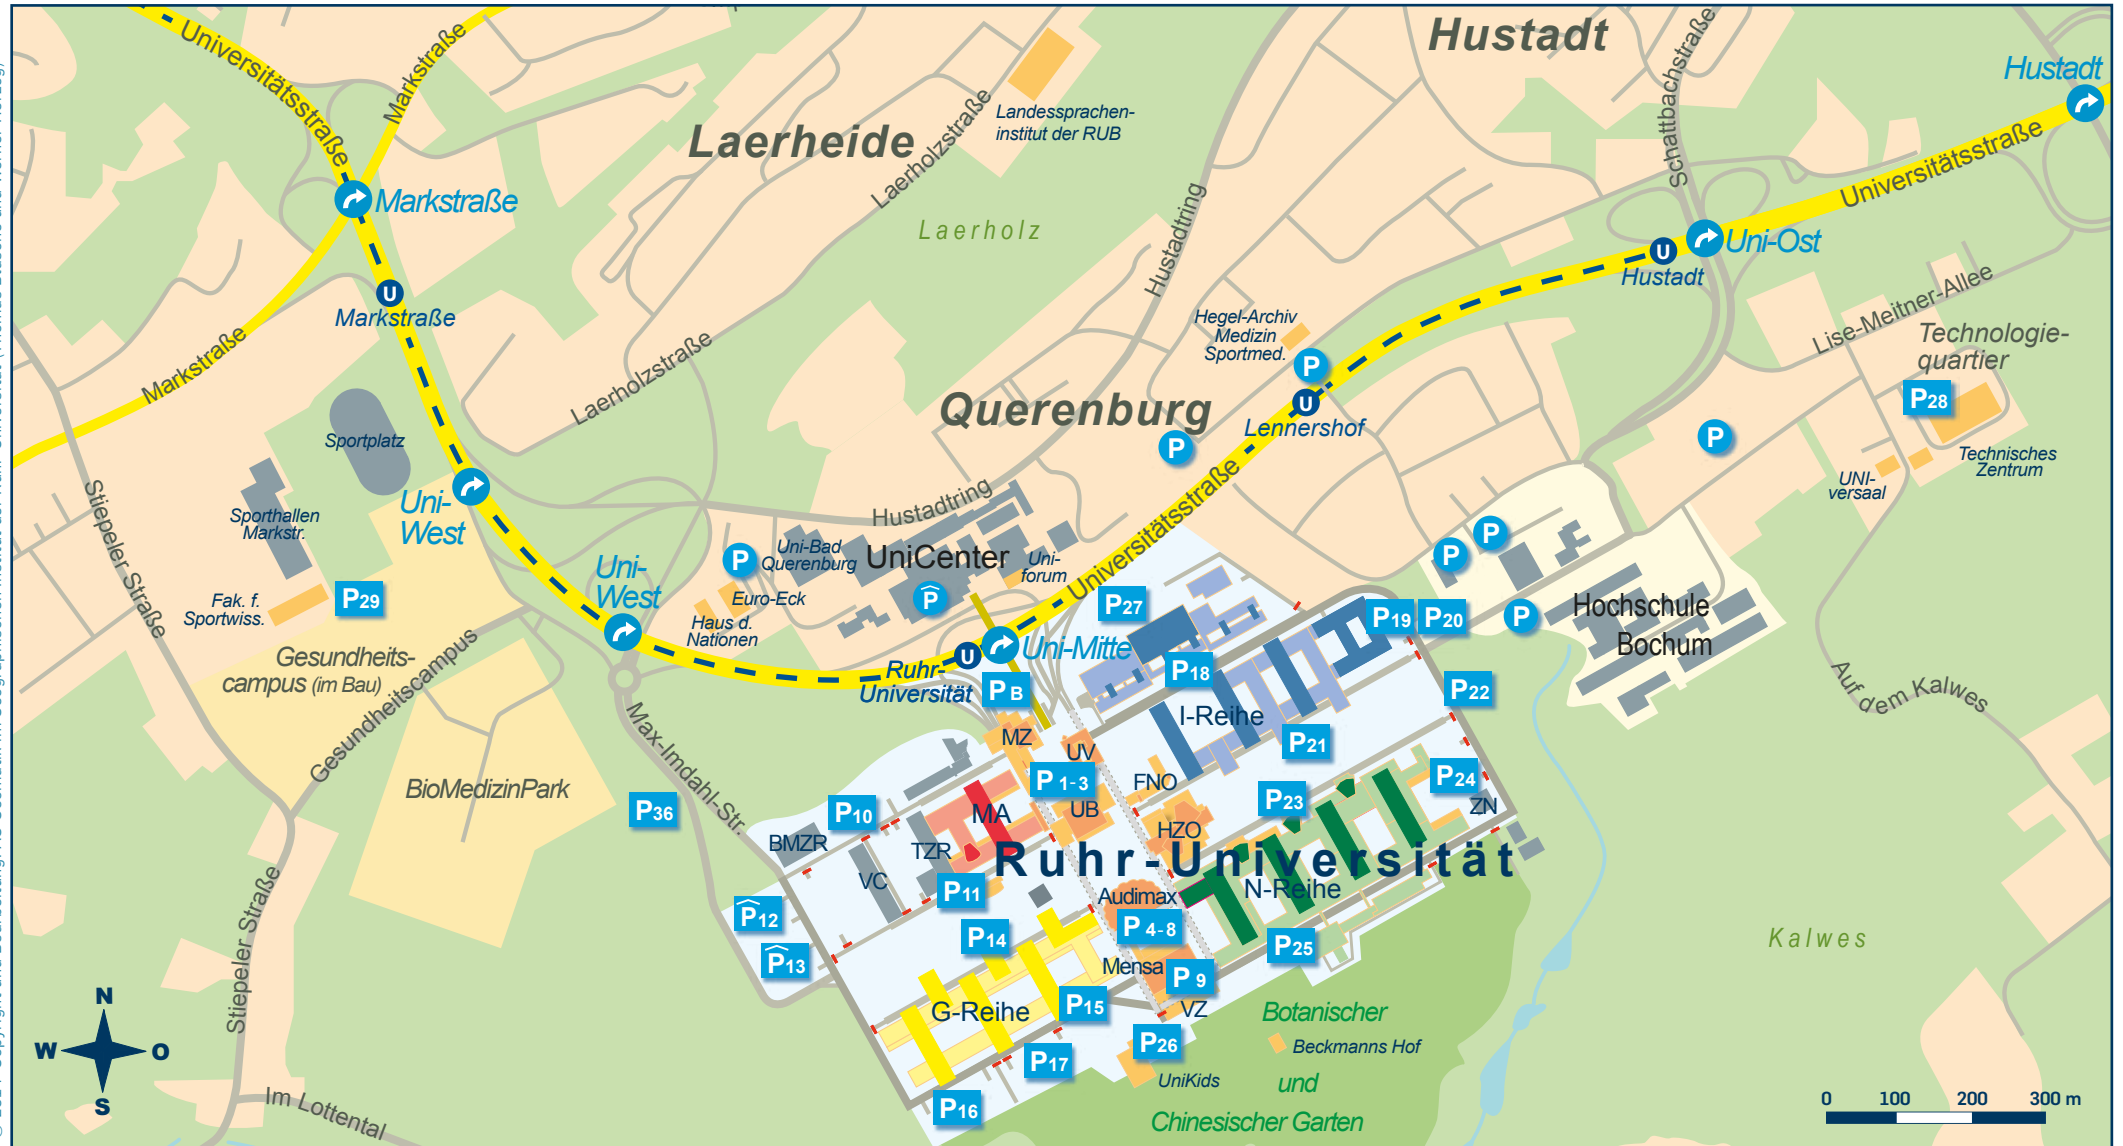 Hustadt
Hustadt
Universitätsstraße
Markstraße
Schattbachstraße
Landessprachen-
institut der RUB
Laerheide
Laerholzstraße
Universitätsstraße
Markstraße
Laerholz
Hustadtring
Uni-Ost
U
Hustadt
U
Markstraße
Hegel-Archiv
Medizin
Sportmed.
P
Lise-Meitner-Allee
Technologie-
quartier
Markstraße
Laerholzstraße
P28
Querenburg
U
Lennershof
P
P
Sportplatz
Technisches
Zentrum
UNI-
versaal
Stiepeler Straße
Uni-
West
Sporthallen
Markstr.
Hustadtring
Universitätsstraße
P
P
P
Uni-Bad
Querenburg
UniCenter
Uni-
forum
P
Uni-
West
Euro-Eck
P29
Fak. f.
Sportwiss.
Haus d.
Nationen
P27
P19
P20
P
Hochschule
Bochum
Gesundheits-
campus (im Bau)
Gesundheitscampus
U
Uni-Mitte
Ruhr-
Universität
P B
P18
P22
Auf dem Kalwes
Max-Imdahl-Str.
I-Reihe
MZ
UV
P21
BioMedizinPark
P 1-3
FNO
P24
P36
P10
MA
UB
P23
ZN
BMZR
TZR
HZO
Ruhr-Universität
VC
P11
Audimax
N-Reihe
P12
P 4-8
P14
P25
Kalwes
P13
Mensa
P 9
Stiepeler Straße
G-Reihe
P15
VZ
Botanischer
Beckmanns Hof
P26
P17
UniKids
und
P16
Chinesischer Garten
N
W
O
S
Im Lottental
0 100 200 300 m